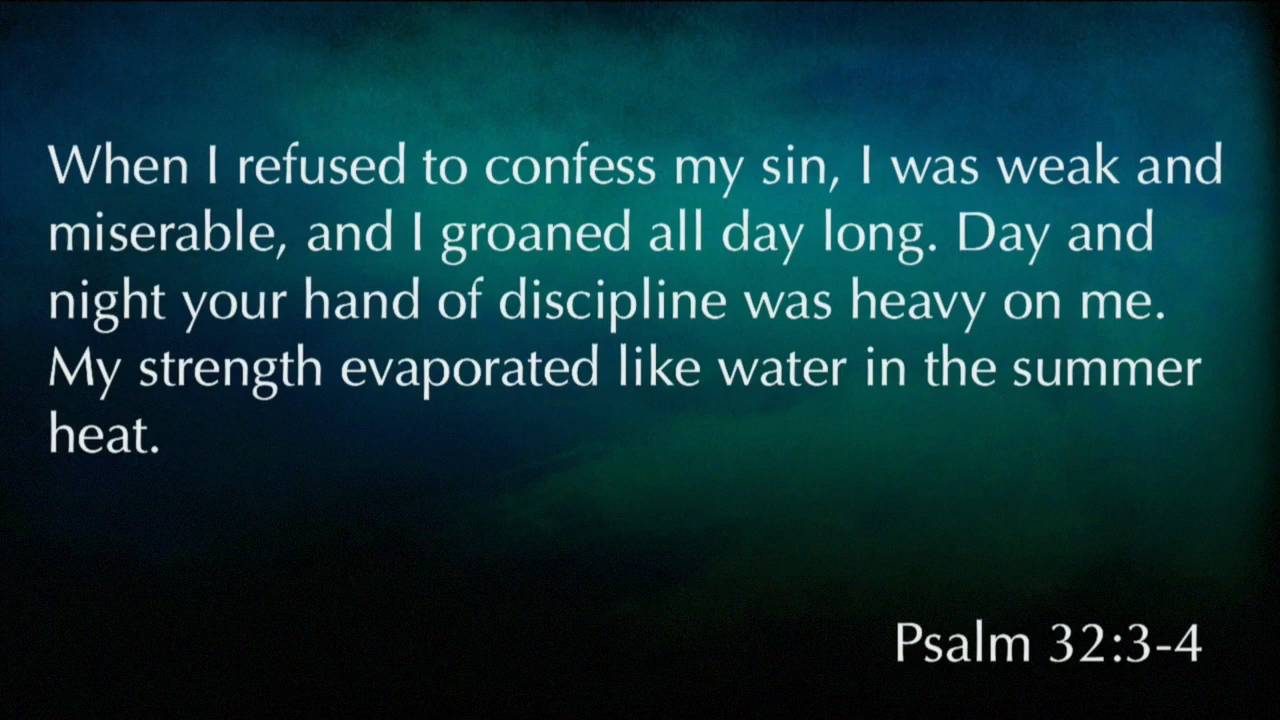 When I refused to confess my sin, I was weak and
miserable, and I groaned all day long. Day and
night your hand of discipline was heavy on me.
My strength evaporated like water in the summer
heat.
Psalm 32:3-4